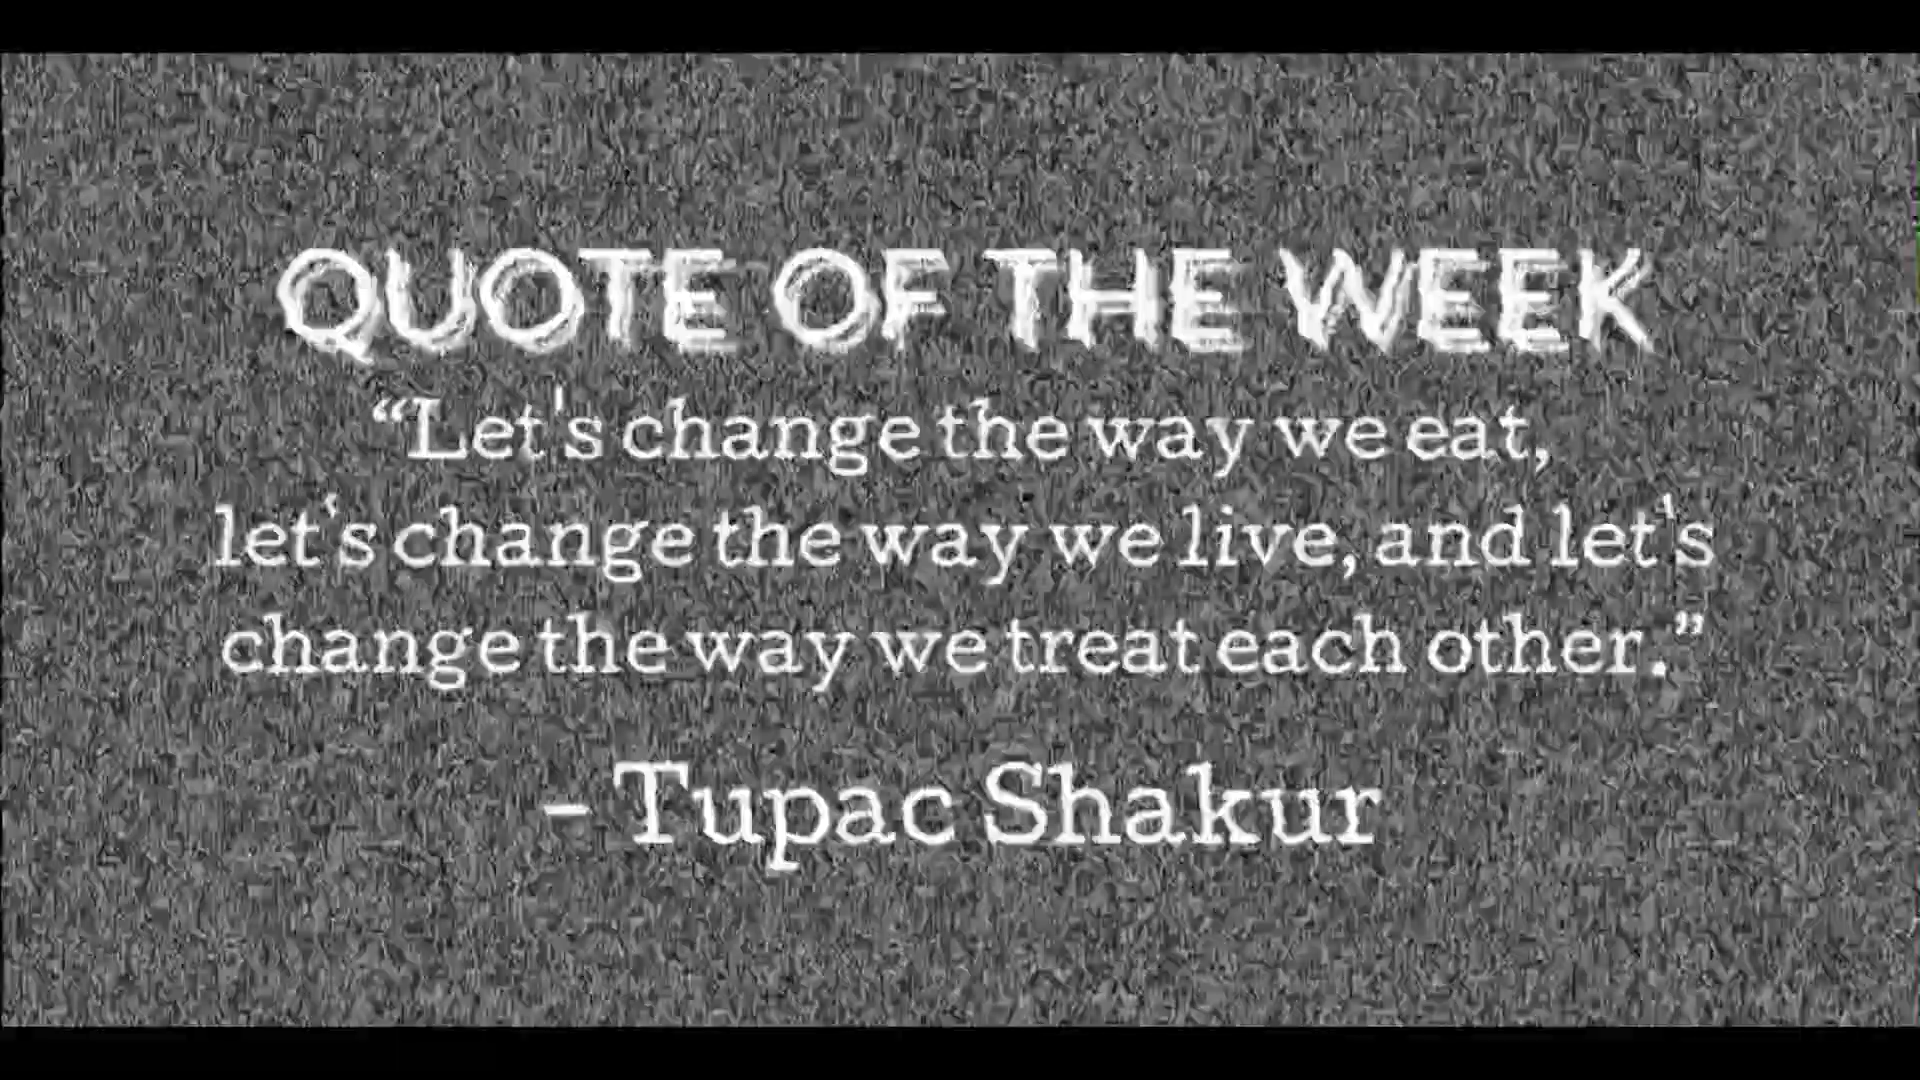 QUOTE OF THE WEEK
“Let's change the way we eat,
let's change the way we live, and let's
change the way we treat each other.”
- Tupac Shakur